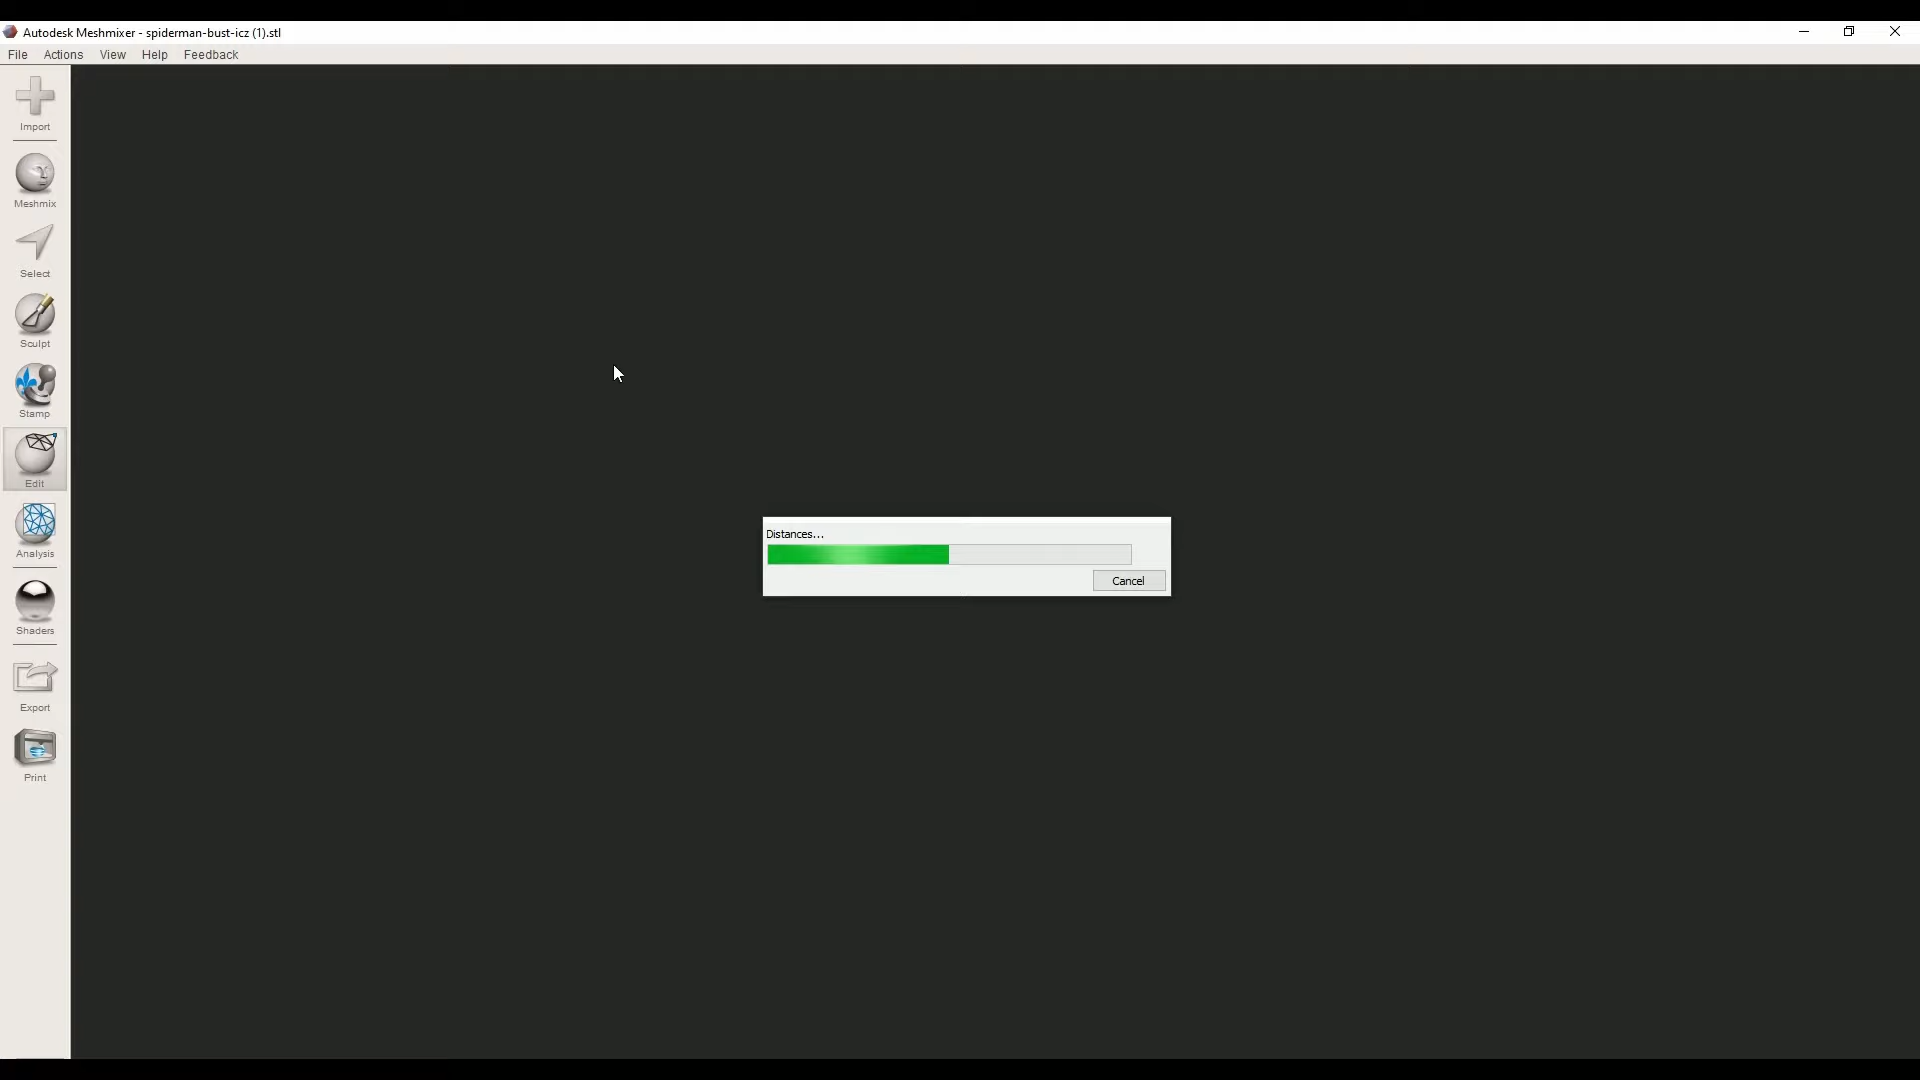 Autodesk Meshmixer - spiderman-bust-icz (1).stl
File Actions View Help Feedback
Import
Meshmix
Select
Sculpt
Stamp
Edit
Analysis
Shaders
Export
Print
Distances...
Cancel